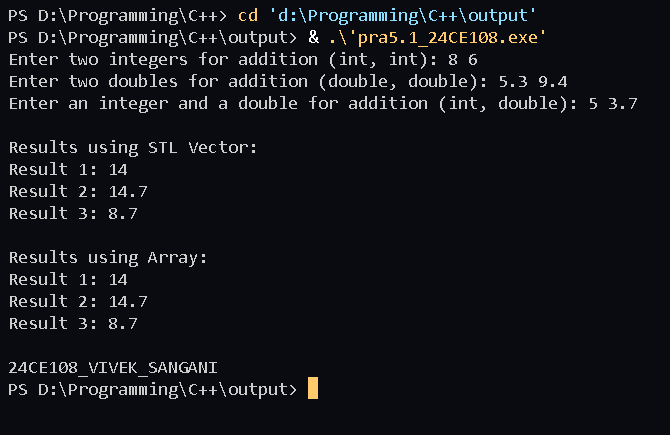 PS D:\Programming\C++> cd 'd:\Programming\C++\output'
PS D:\Programming\C++\output> & .\'pra5.1_24CE108.exe'
Enter two integers for addition (int, int): 8 6
Enter two doubles for addition (double, double): 5.3 9.4
Enter an integer and a double for addition (int, double): 5 3.7
Results using STL Vector:
Result 1: 14
Result 2: 14.7
Result 3: 8.7
Results using Array:
Result 1: 14
Result 2: 14.7
Result 3: 8.7
24CE108_VIVEK_SANGANI
PS D:\Programming\C++\output>